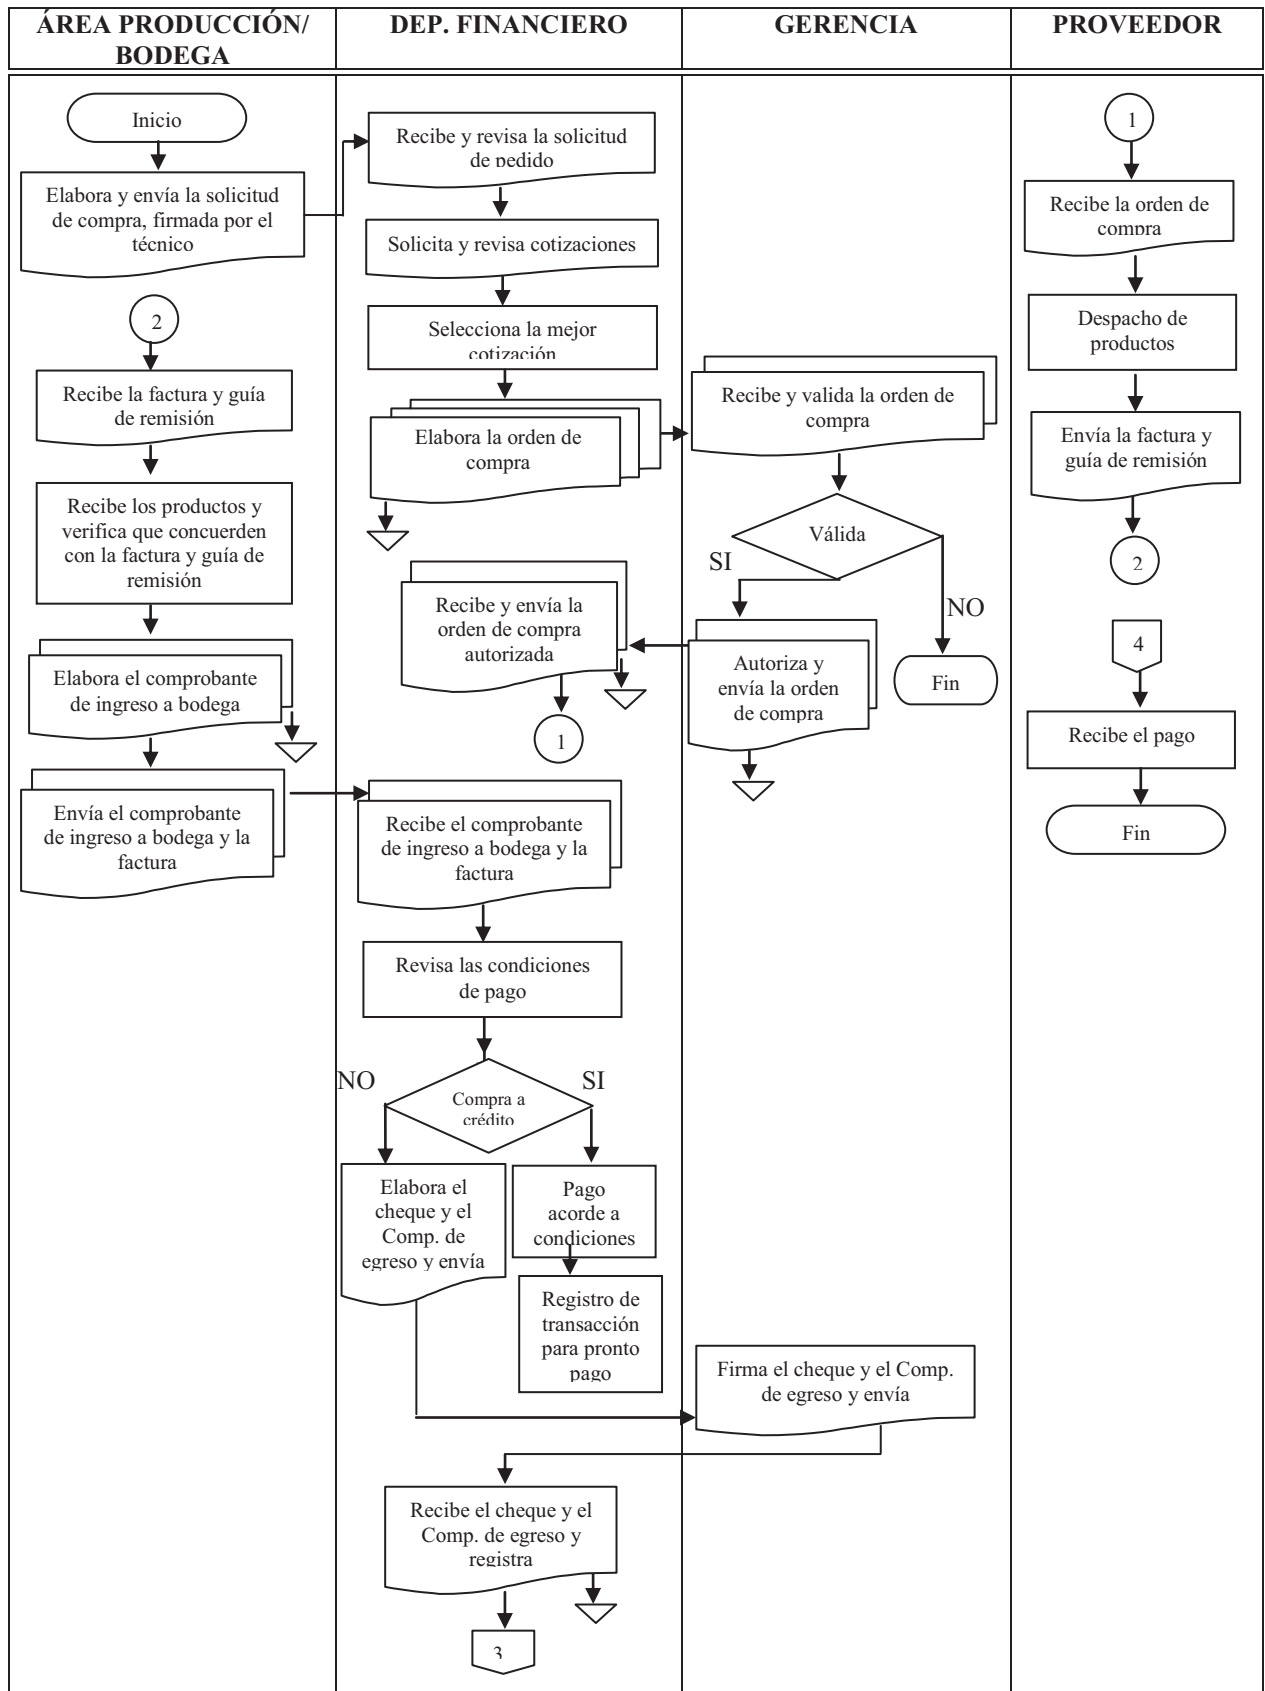 ÁREA PRODUCCIÓN/
BODEGA
DEP. FINANCIERO
GERENCIA
PROVEEDOR
Inicio
Elabora y envía la solicitud
de compra, firmada por el
técnico
2
Recibe la factura y guía
de remisión
Recibe los productos y
verifica que concuerden
con la factura y guía de
remisión
Elabora el comprobante
de ingreso a bodega
Envía el comprobante
de ingreso a bodega y la
factura
Recibe y revisa la solicitud
de pedido
Solicita y revisa cotizaciones
Selecciona la mejor
cotización
Elabora la orden de
compra
Recibe y envía la
orden de compra
autorizada
1
Recibe el comprobante
de ingreso a bodega y la
factura
Revisa las condiciones
de pago
NO
SI
Compra a
crédito
Elabora el
cheque y el
Comp. de
egreso y envía
Pago
acorde a
condiciones
Registro de
transacción
para pronto
pago
Recibe el cheque y el
Comp. de egreso y
registra
3
Recibe y valida la orden de
compra
Válida
SI
NO
Autoriza y
envía la orden
de compra
Fin
Firma el cheque y el Comp.
de egreso y envía
1
Recibe la orden de
compra
Despacho de
productos
Envía la factura y
guía de remisión
2
4
Recibe el pago
Fin